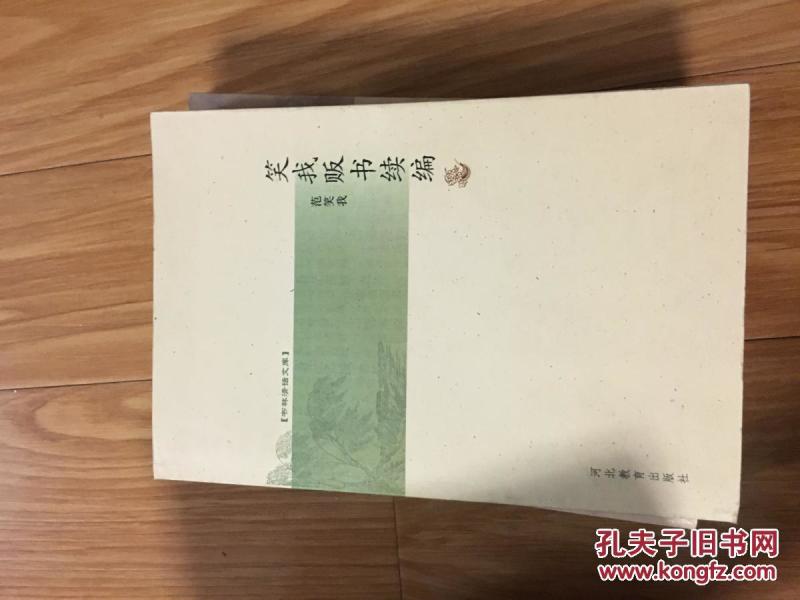 笑我贩书续编
范笑我
【书林清话文库】
河北教育出版社
孔夫子旧书网
www.kongfz.com